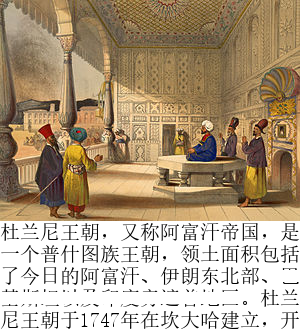 杜兰尼王朝，又称阿富汗帝国，是
一个普什图族王朝，领土面积包括
了今日的阿富汗、伊朗东北部、
杜兰
尼王朝于1747年在坎大哈建立，开